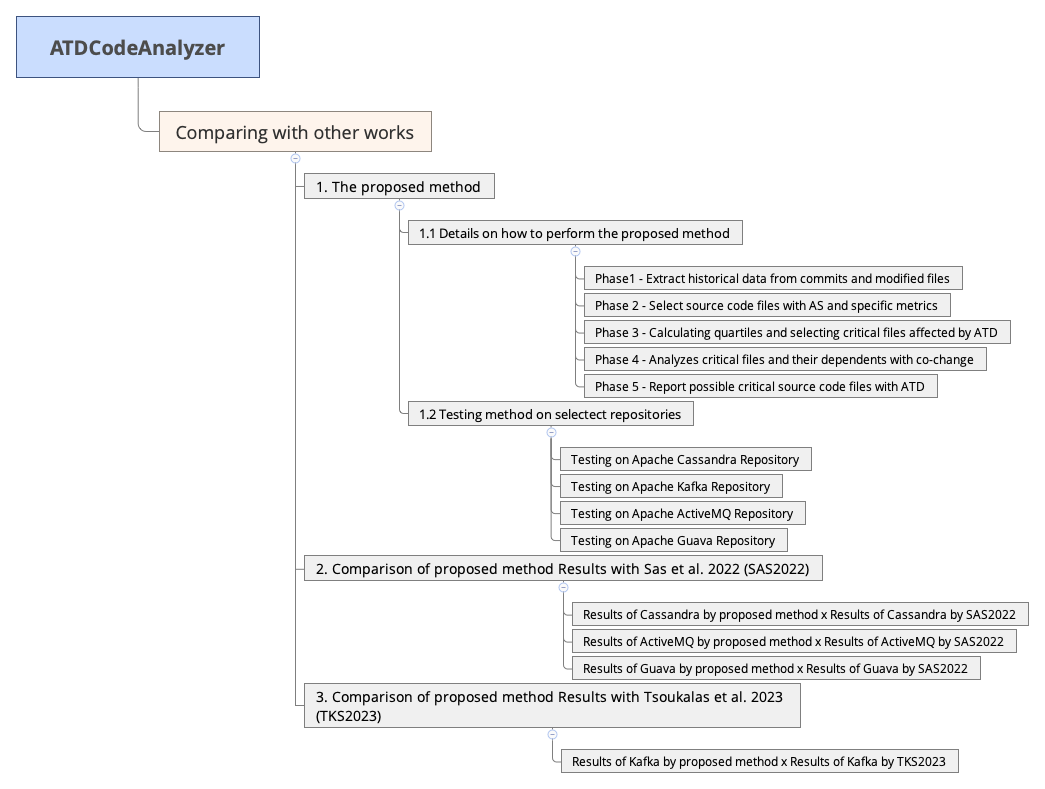 ATDCodeAnalyzer
Comparing with other works
1. The proposed method
1.1 Details on how to perform the proposed method
Phase1 - Extract historical data from commits and modified files
Phase 2 - Select source code files with AS and specific metrics
Phase 3 - Calculating quartiles and selecting critical files affected by ATD
Phase 4 - Analyzes critical files and their dependents with co-change
Phase 5 - Report possible critical source code files with ATD
1.2 Testing method on selectect repositories
Testing on Apache Cassandra Repository
Testing on Apache Kafka Repository
Testing on Apache ActiveMQ Repository
Testing on Apache Guava Repository
2. Comparison of proposed method Results with Sas et al. 2022 (SAS2022)
Results of Cassandra by proposed method x Results of Cassandra by SAS2022
Results of ActiveMQ by proposed method x Results of ActiveMQ by SAS2022
Results of Guava by proposed method x Results of Guava by SAS2022
3. Comparison of proposed method Results with Tsoukalas et al. 2023
(TKS2023)
Results of Kafka by proposed method x Results of Kafka by TKS2023